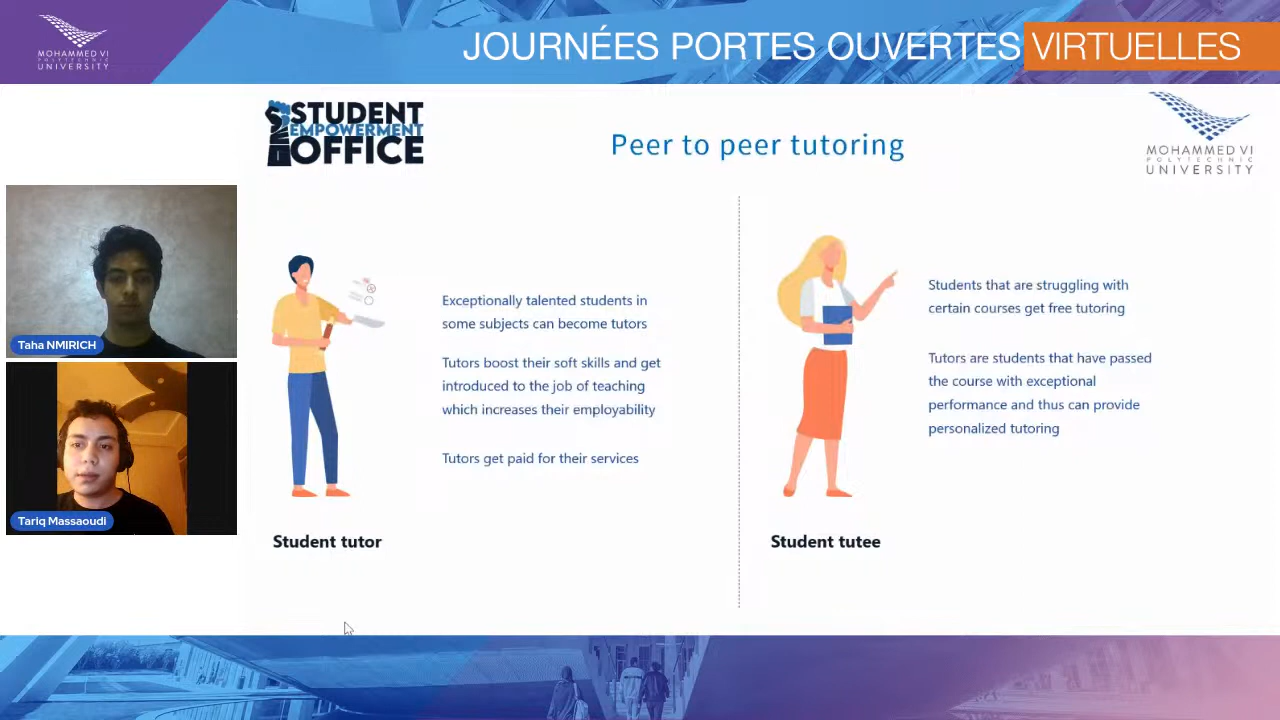 MOHAMMED VI
POLYTECHNIC
UNIVERSITY
JOURNÉES PORTES OUVERTES VIRTUELLES
STUDENT
EMPOWERMENT
OFFICE
Peer to peer tutoring
MOHAMMED VI
POLYTECHNIC
UNIVERSITY
Taha NMIRICH
Tariq Massaoudi
Exceptionally talented students in
some subjects can become tutors
Tutors boost their soft skills and get
introduced to the job of teaching
which increases their employability
Tutors get paid for their services
Student tutor
Students that are struggling with
certain courses get free tutoring
Tutors are students that have passed
the course with exceptional
performance and thus can provide
personalized tutoring
Student tutee